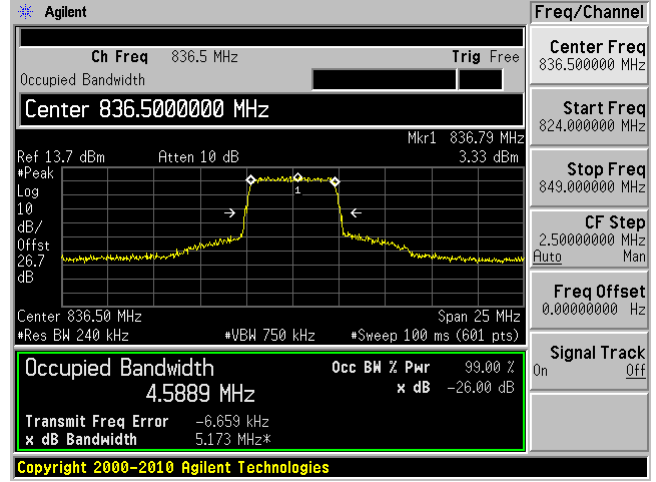 Agilent
Freq/Channel
Ch Freq 836.5 MHz Trig Free
Occupied Bandwidth
Center 836.5000000 MHz
Mkr1 836.79 MHz
Ref 13.7 dBm Atten 10 dB 3.33 dBm
#Peak
Log
10
dB/
Offst
26.7
dB
1
Center 836.50 MHz Span 25 MHz
#Res BW 240 kHz #VBW 750 kHz #Sweep 100 ms (601 pts)
Occupied Bandwidth Occ BW % Pwr 99.00 %
4.5889 MHz x dB -26.00 dB
Transmit Freq Error -6.659 kHz
x dB Bandwidth 5.173 MHz*
Copyright 2000-2010 Agilent Technologies
Center Freq
836.500000 MHz
Start Freq
824.000000 MHz
Stop Freq
849.000000 MHz
CF Step
2.50000000 MHz
Auto Man
Freq Offset
0.00000000 Hz
Signal Track
On Off